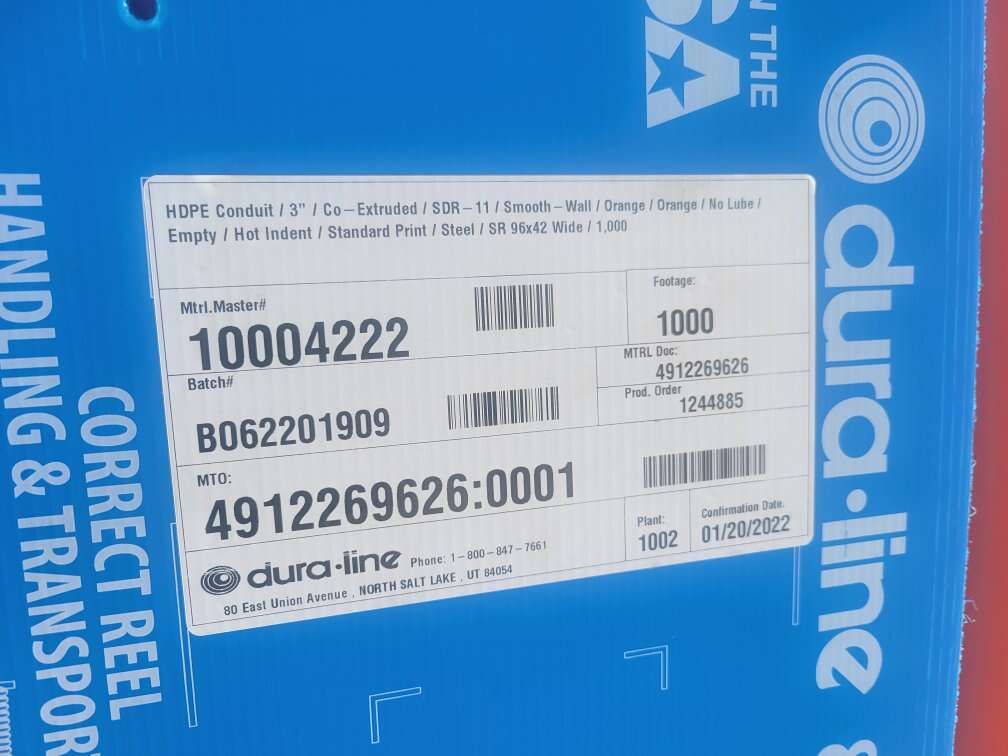 HDPE Conduit / 3" / Co-Extruded / SDR-11 / Smooth-Wall / Orange / Orange / No Lube /
Empty / Hot Indent / Standard Print / Steel / SR 96x42 Wide / 1,000
Mtrl.Master#
10004222
Footage:
1000
Batch#
B062201909
MTRL Doc:
4912269626
Prod. Order
1244885
MTO:
4912269626:0001
Plant:
1002
Confirmation Date.
01/20/2022
dura·line Phone: 1-800-847-7661
80 East Union Avenue , NORTH SALT LAKE , UT 84054
CORRECT REEL
HANDLING & TRANSPOR
N THE
SA
dura·line
&